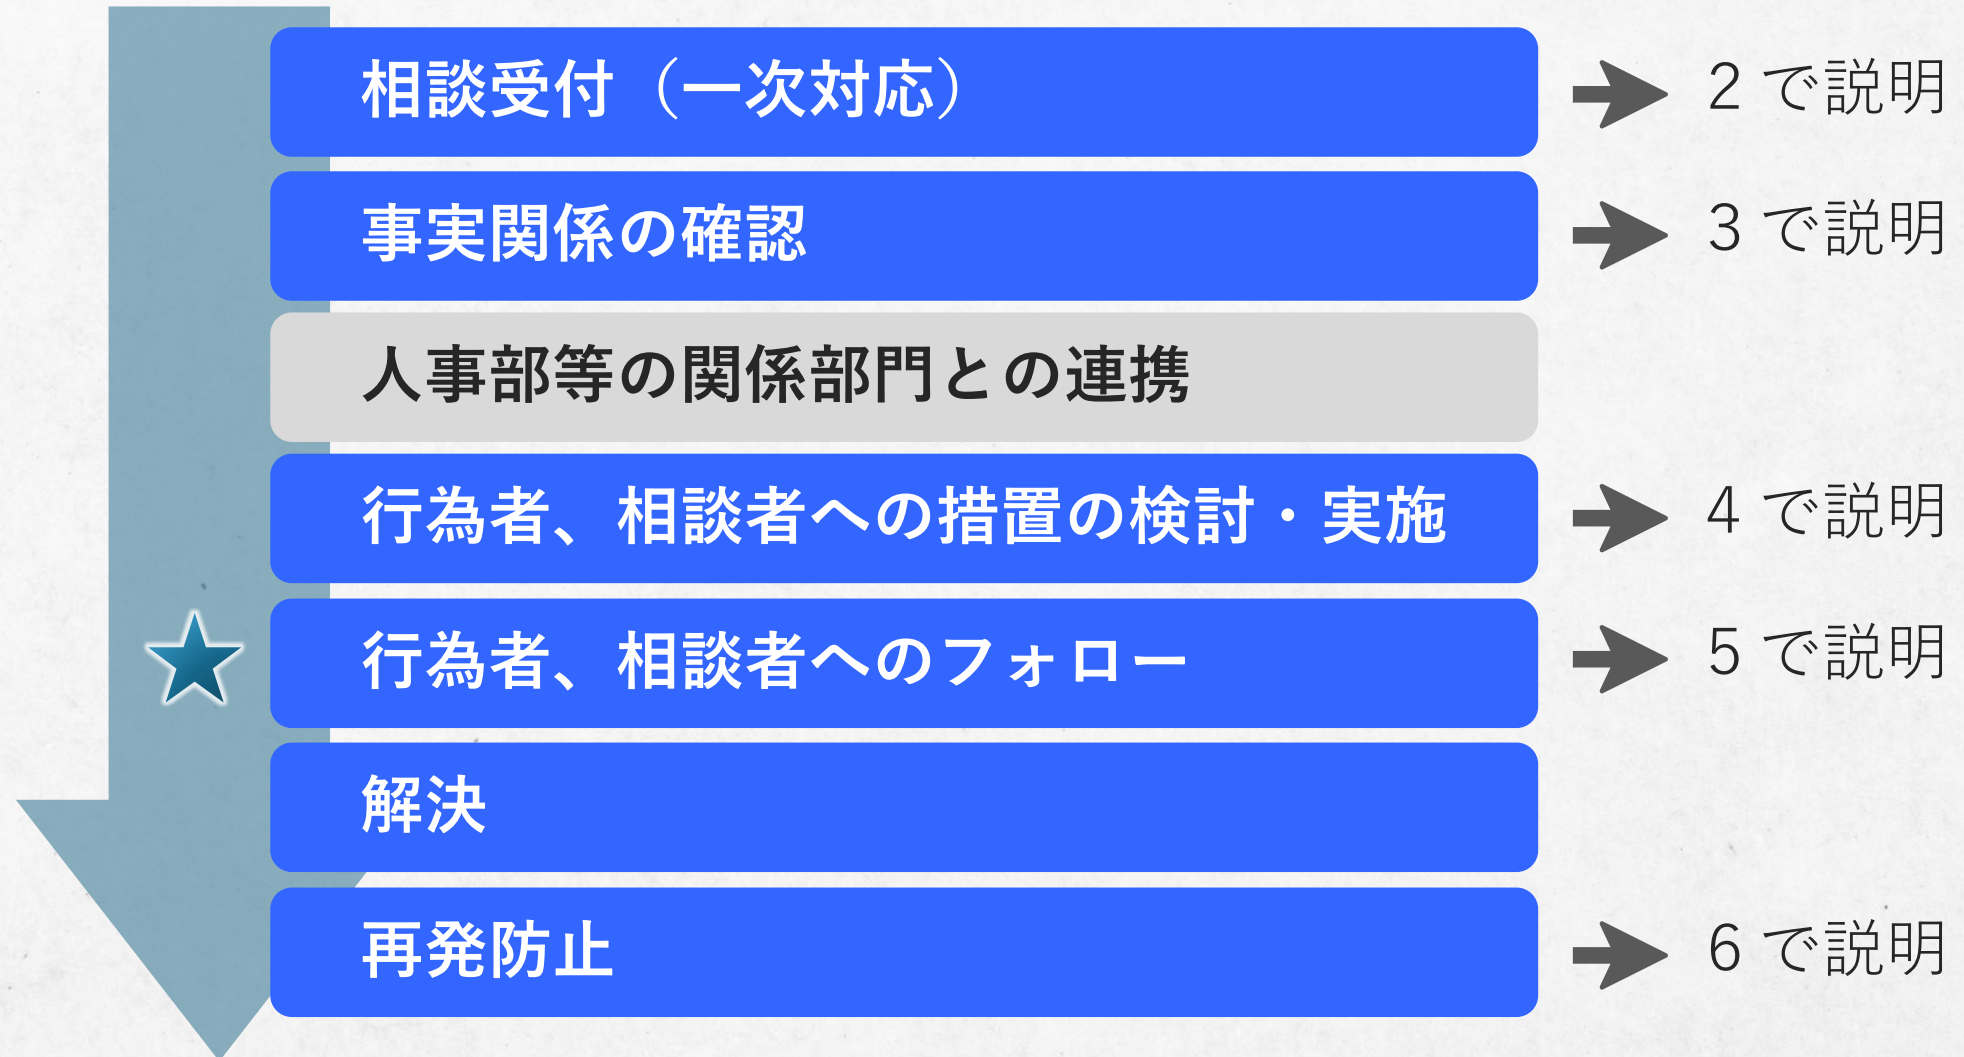 相談受付（一次対応）
2 で説明
事実関係の確認
3 で説明
人事部等の関係部門との連携
行為者、相談者への措置の検討・実施
4 で説明
行為者、相談者へのフォロー
5 で説明
解決
再発防止
6 で説明